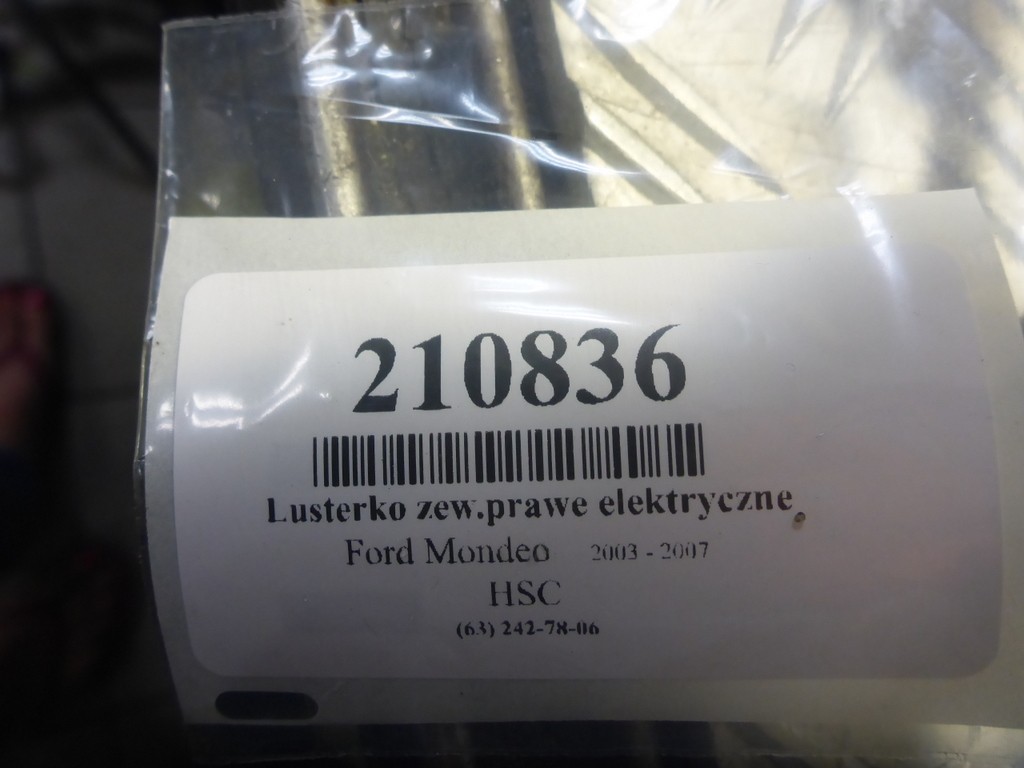 210836
Lusterko zew.prawe elektryczne
Ford Mondeo 2003 - 2007
HSC
(63) 242-78-06